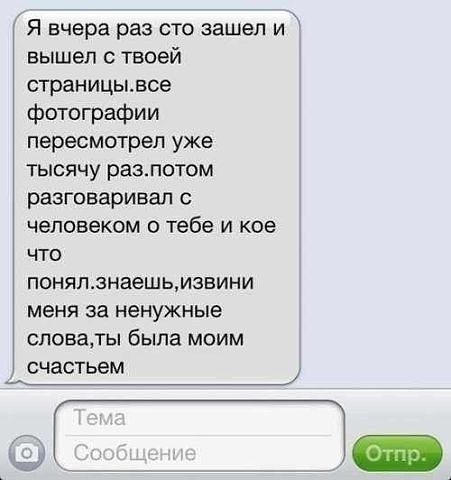 Я вчера раз сто зашел и
вышел с твоей
страницы.все
фотографии
пересмотрел уже
тысячу раз.потом
разговаривал с
человеком о тебе и кое
что
понял.знаешь,извини
меня за ненужные
слова,ты была моим
счастьем
Тема
Сообщение
Отпр.